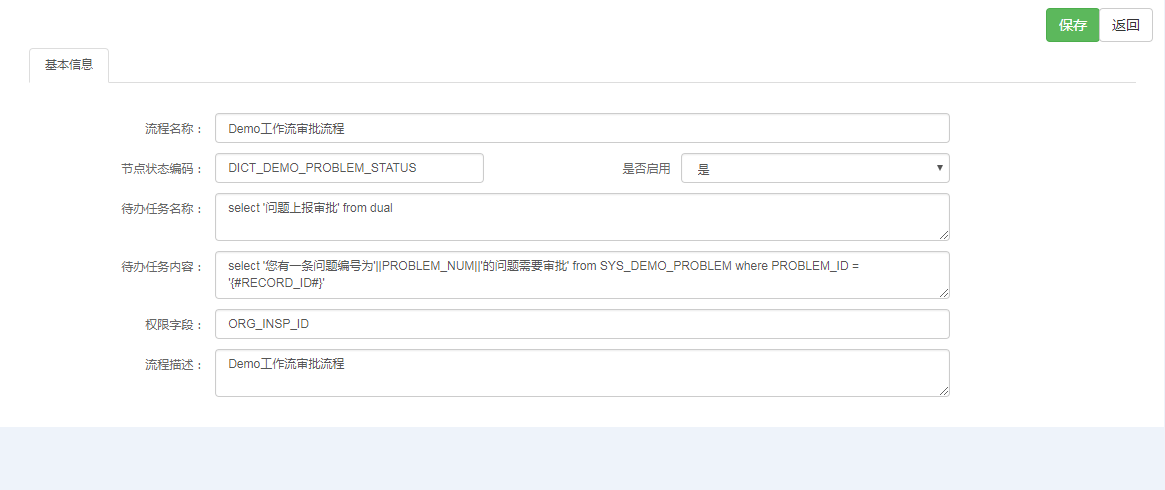 保存 返回
基本信息
流程名称： Demo工作流审批流程
节点状态编码： DICT_DEMO_PROBLEM_STATUS 是否启用 是
待办任务名称： select '问题上报审批' from dual
待办任务内容： select '您有一条问题编号为'||PROBLEM_NUM||'的问题需要审批' from SYS_DEMO_PROBLEM where PROBLEM_ID =
'{#RECORD_ID#}'
权限字段： ORG_INSP_ID
流程描述： Demo工作流审批流程